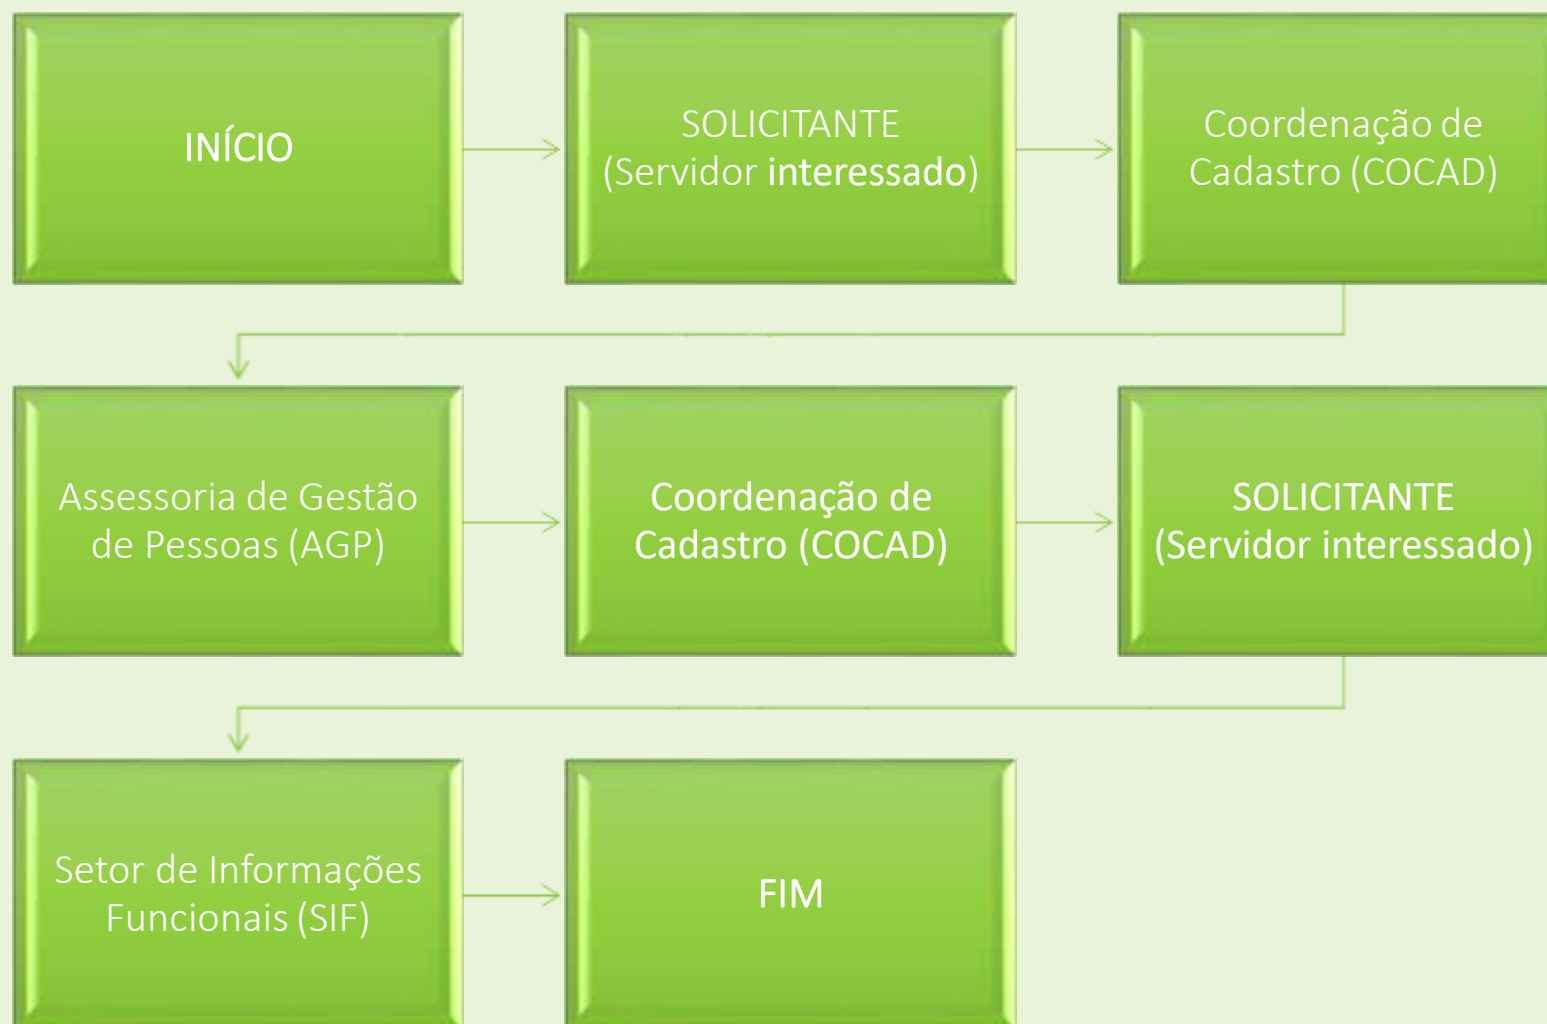 INÍCIO
SOLICITANTE
(Servidor interessado)
Coordenação de
Cadastro (COCAD)
Assessoria de Gestão
de Pessoas (AGP)
Coordenação de
Cadastro (COCAD)
SOLICITANTE
(Servidor interessado)
Setor de Informações
Funcionais (SIF)
FIM